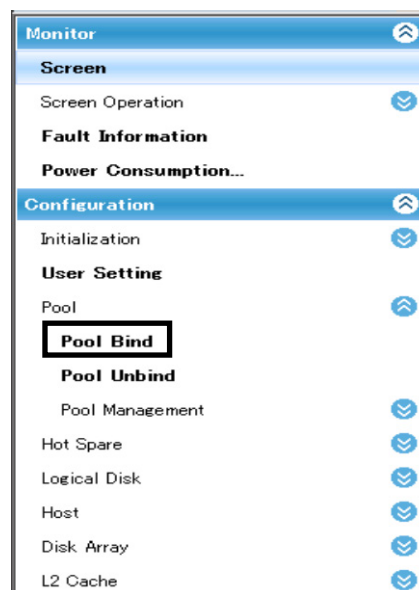 Monitor
Screen
Screen Operation
Fault Information
Power Consumption...
Configuration
Initialization
User Setting
Pool
Pool Bind
Pool Unbind
Pool Management
Hot Spare
Logical Disk
Host
Disk Array
L2 Cache